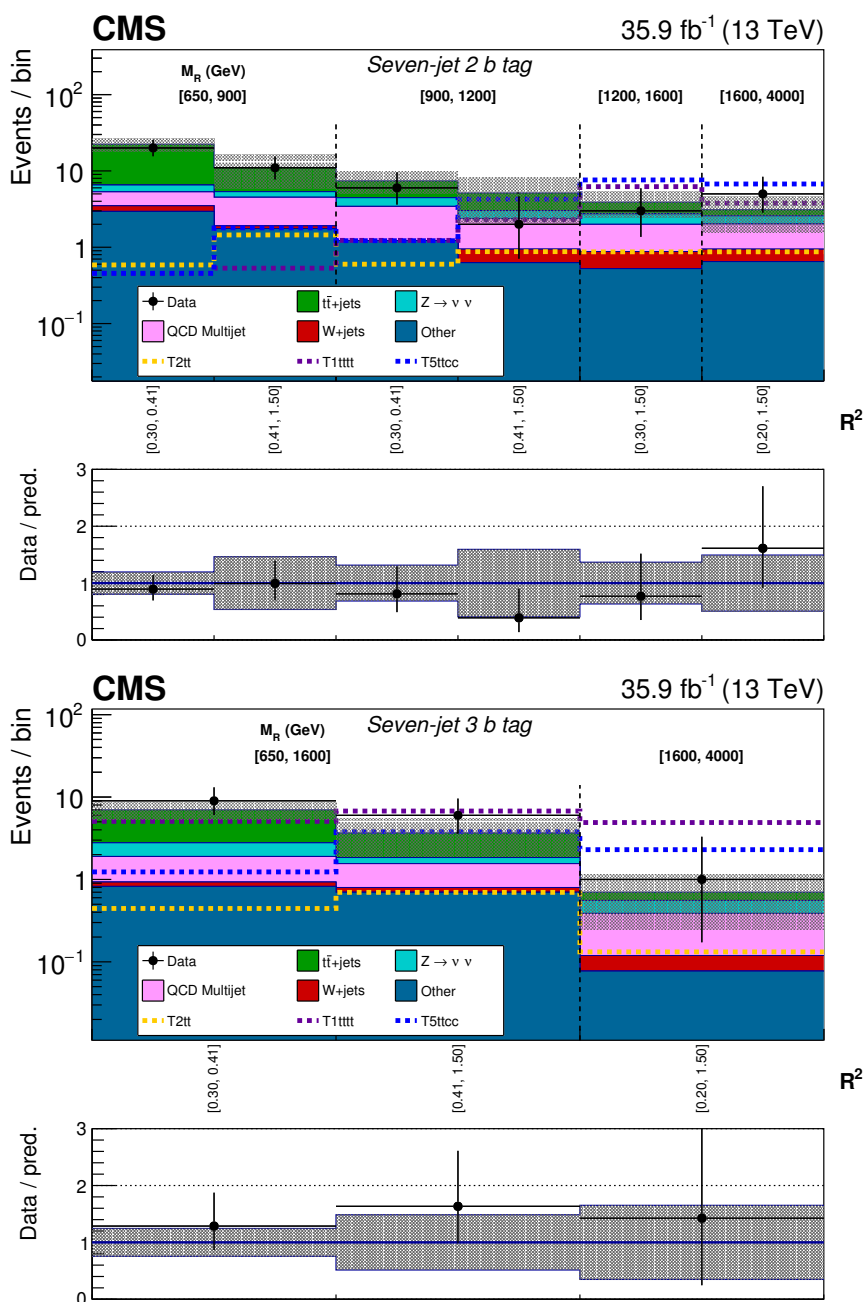 CMS 35.9 fb⁻¹ (13 TeV)
Events / bin
10²
10
1
10⁻¹
M_R (GeV) Seven-jet 2 b tag
[650, 900] [900, 1200] [1200, 1600] [1600, 4000]
Data tt̄+jets Z → ν ν
QCD Multijet W+jets Other
T2tt T1tttt T5ttcc
[0.30, 0.41] [0.41, 1.50] [0.30, 0.41] [0.41, 1.50] [0.30, 1.50] [0.20, 1.50]
R²
Data / pred.
3
2
1
0
CMS 35.9 fb⁻¹ (13 TeV)
Events / bin
10²
10
1
10⁻¹
M_R (GeV) Seven-jet 3 b tag
[650, 1600] [1600, 4000]
Data tt̄+jets Z → ν ν
QCD Multijet W+jets Other
T2tt T1tttt T5ttcc
[0.30, 0.41] [0.41, 1.50] [0.20, 1.50]
R²
Data / pred.
3
2
1
0